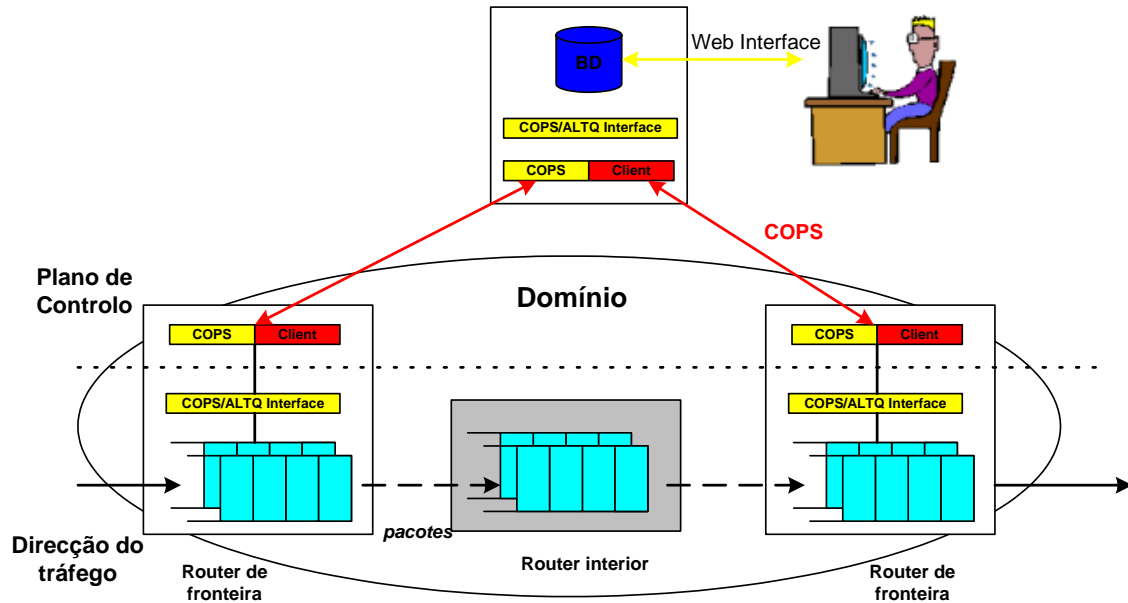 Web Interface
BD
COPS/ALTQ Interface
COPS Client
COPS
Plano de
Controlo
Domínio
COPS Client
COPS Client
COPS/ALTQ Interface
COPS/ALTQ Interface
pacotes
Direcção do
tráfego
Router de
fronteira
Router interior
Router de
fronteira